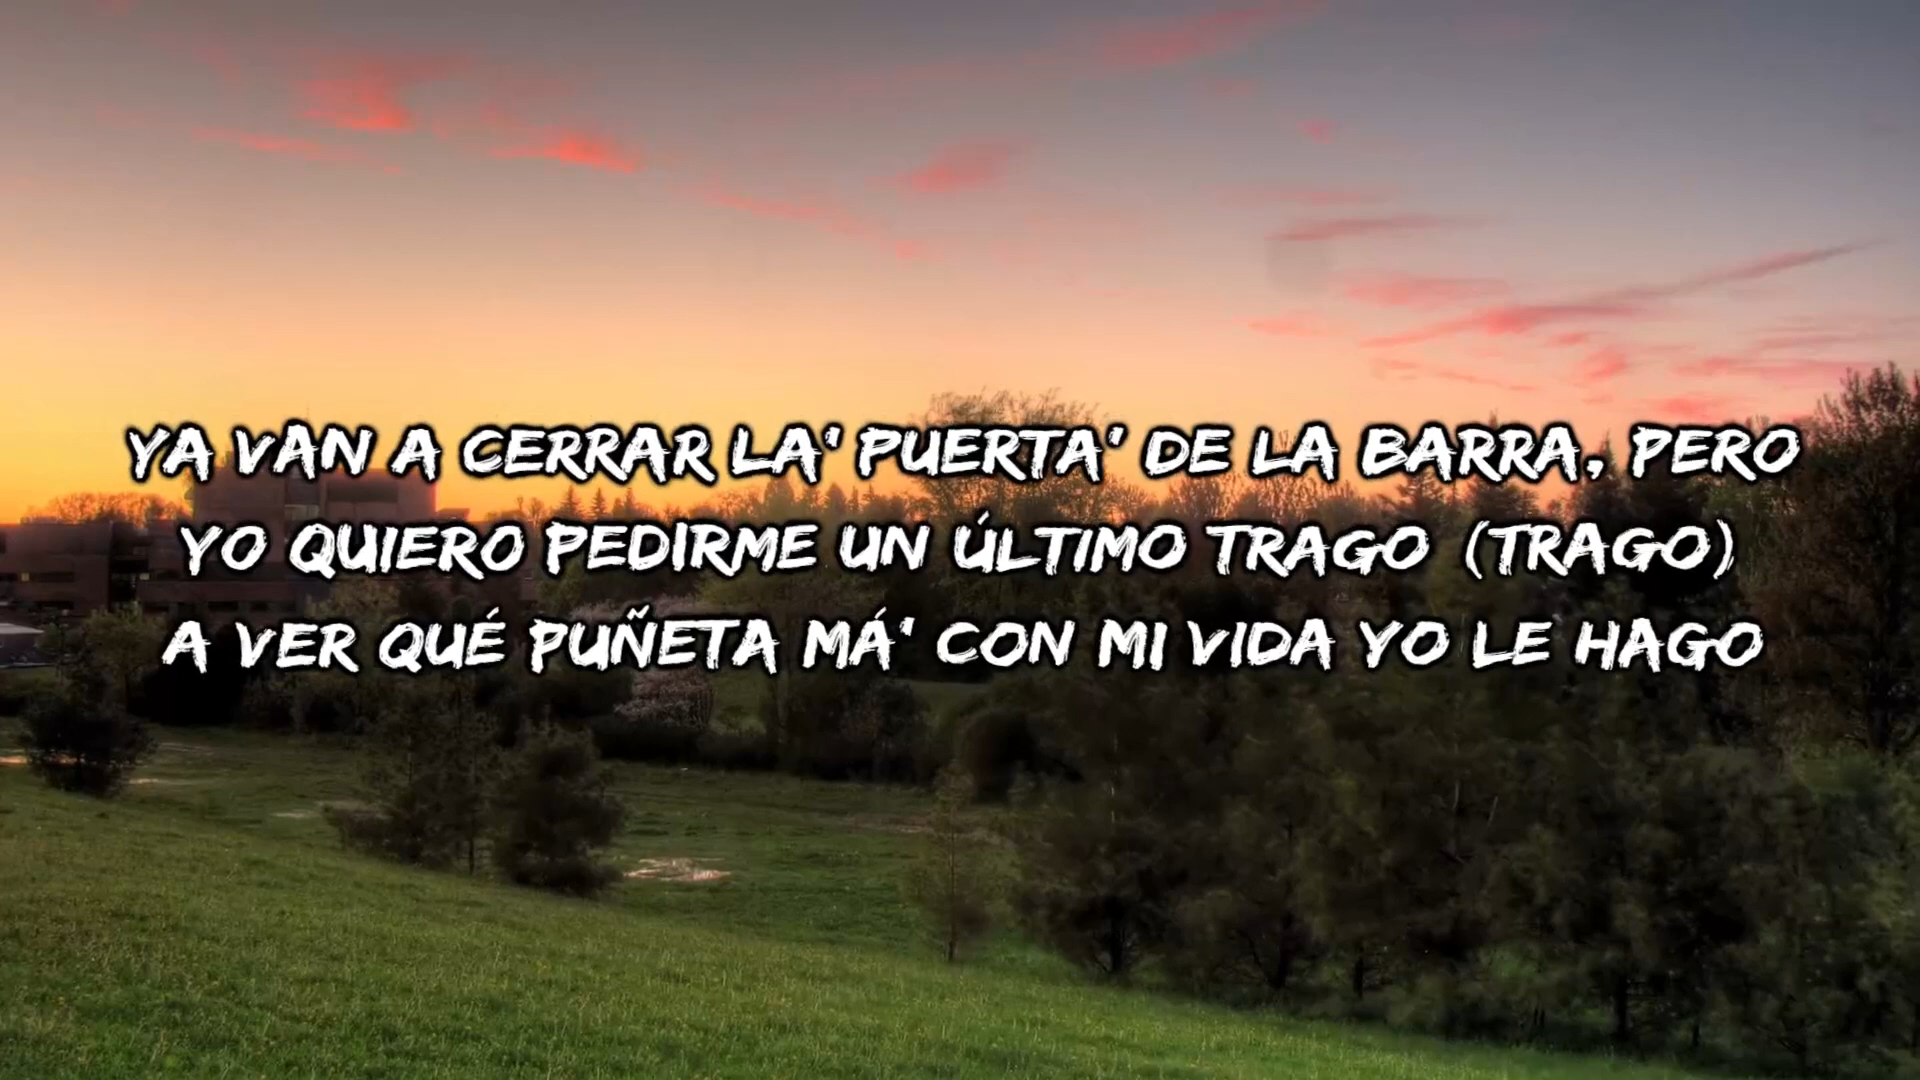 YA VAN A CERRAR LA' PUERTA' DE LA BARRA, PERO
YO QUIERO PEDIRME UN ÚLTIMO TRAGO (TRAGO)
A VER QUÉ PUÑETA MÁ' CON MI VIDA YO LE HAGO